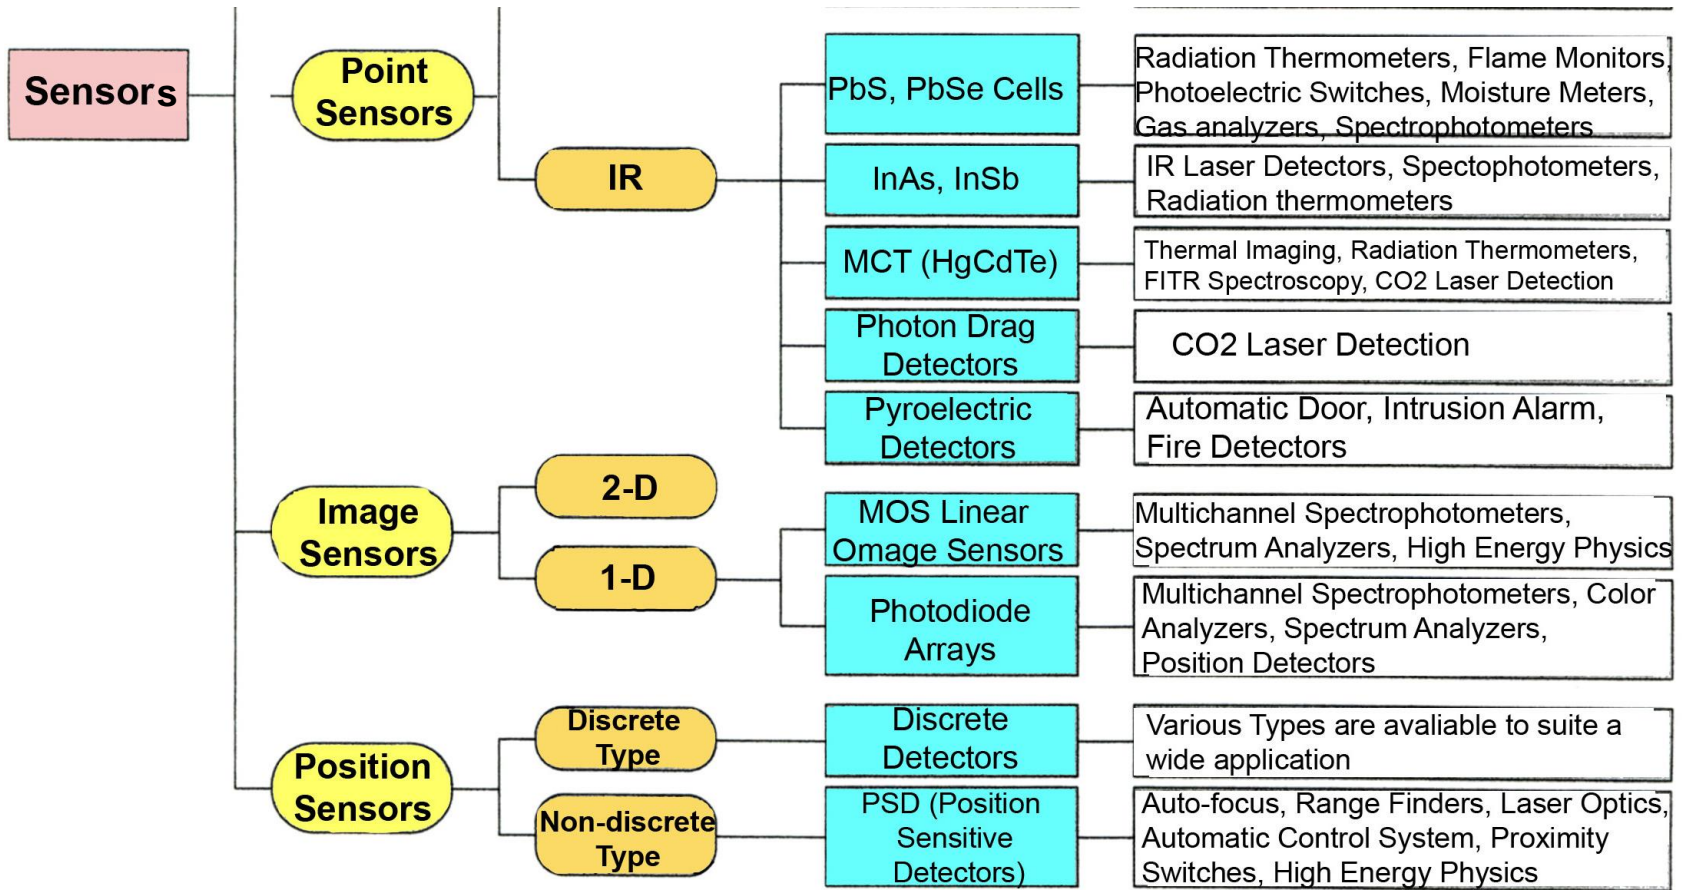 Sensors
Point
Sensors
IR
PbS, PbSe Cells
Radiation Thermometers, Flame Monitors,
Photoelectric Switches, Moisture Meters,
Gas analyzers, Spectrophotometers
InAs, InSb
IR Laser Detectors, Spectophotometers,
Radiation thermometers
MCT (HgCdTe)
Thermal Imaging, Radiation Thermometers,
FITR Spectroscopy, CO2 Laser Detection
Photon Drag
Detectors
CO2 Laser Detection
Pyroelectric
Detectors
Automatic Door, Intrusion Alarm,
Fire Detectors
Image
Sensors
2-D
1-D
MOS Linear
Omage Sensors
Multichannel Spectrophotometers,
Spectrum Analyzers, High Energy Physics
Photodiode
Arrays
Multichannel Spectrophotometers, Color
Analyzers, Spectrum Analyzers,
Position Detectors
Position
Sensors
Discrete
Type
Discrete
Detectors
Various Types are avaliable to suite a
wide application
Non-discrete
Type
PSD (Position
Sensitive
Detectors)
Auto-focus, Range Finders, Laser Optics,
Automatic Control System, Proximity
Switches, High Energy Physics